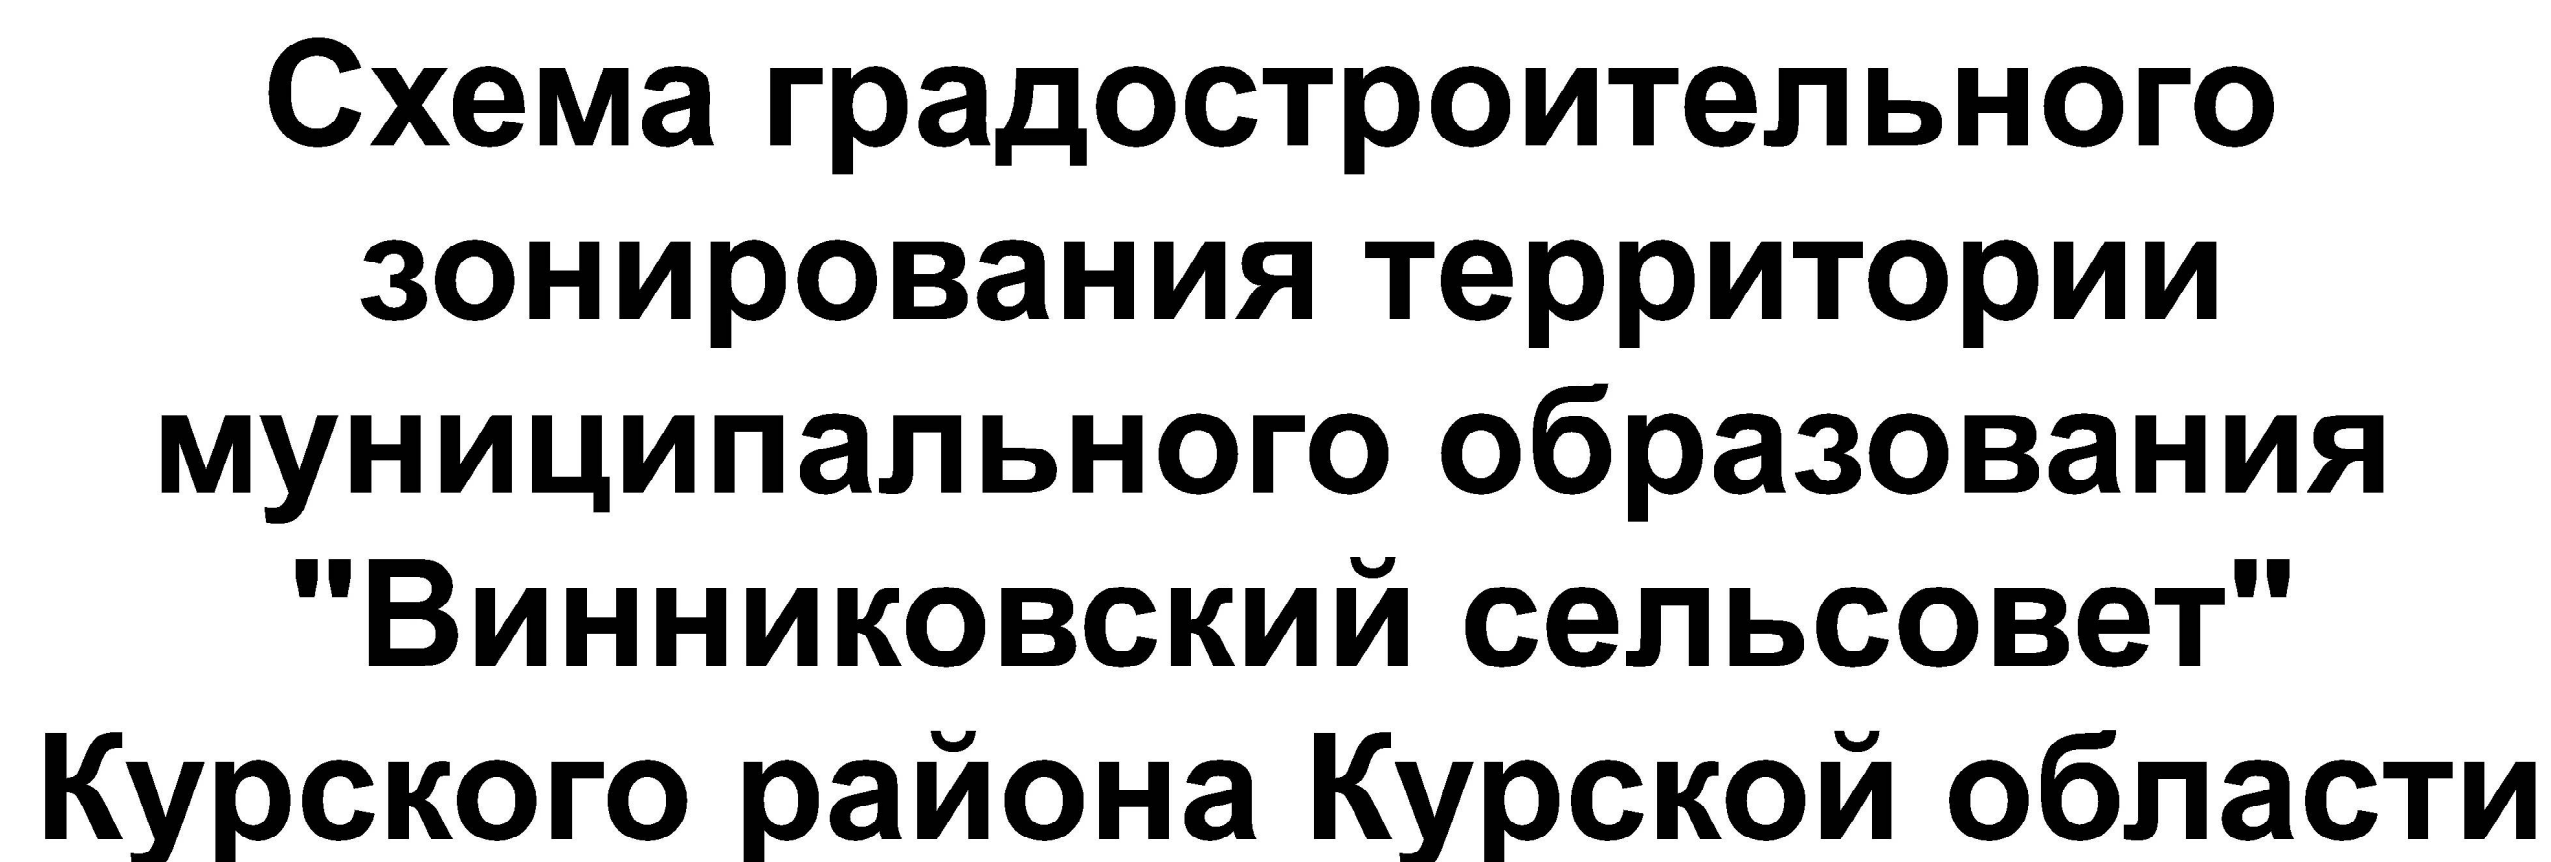 Схема градостроительного
зонирования территории
муниципального образования
"Винниковский сельсовет"
Курского района Курской области